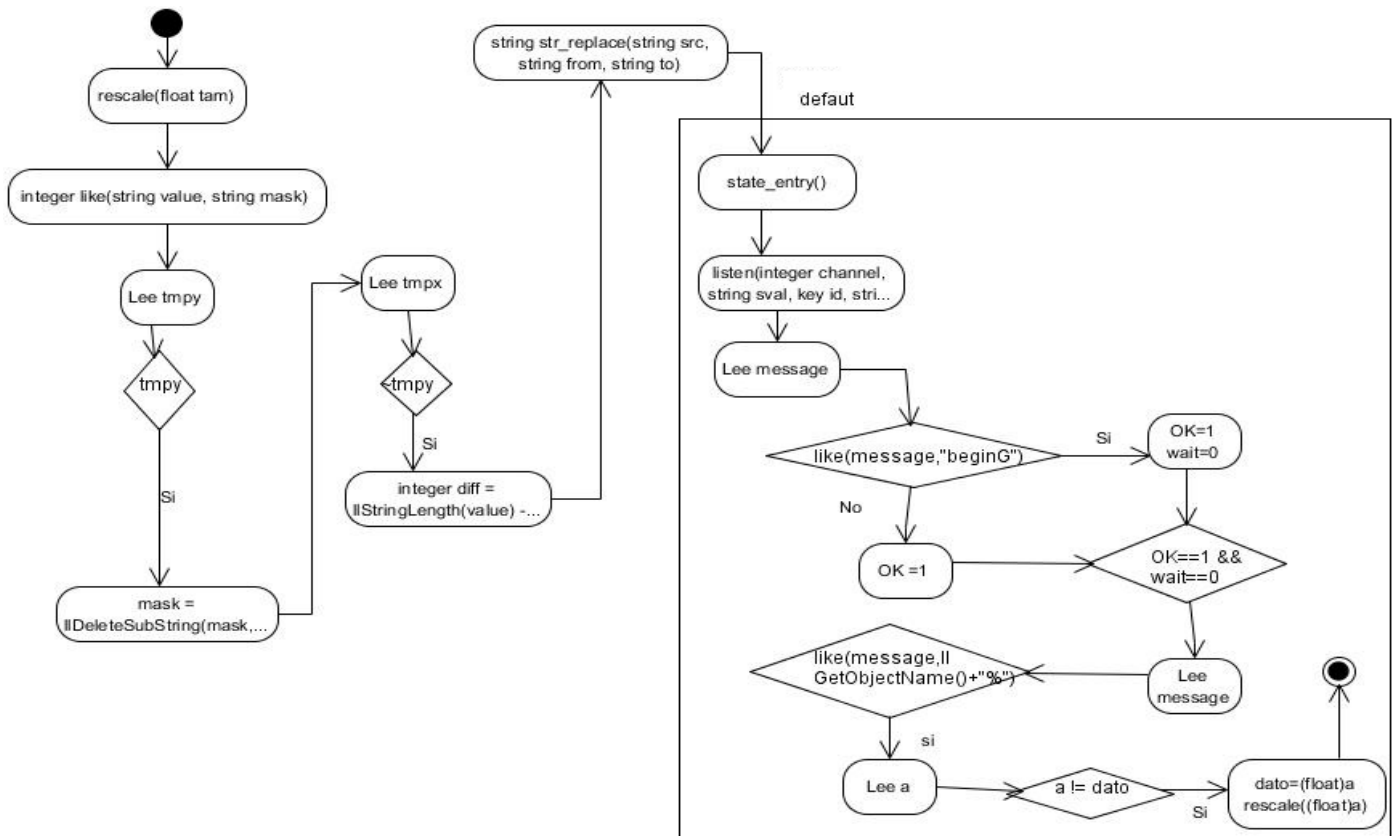 rescale(float tam)
integer like(string value, string mask)
Lee tmpy
tmpy
Si
mask =
llDeleteSubString(mask,...
Lee tmpx
~tmpy
Si
integer diff =
llStringLength(value) -...
string str_replace(string src,
string from, string to)
defaut
state_entry()
listen(integer channel,
string sval, key id, stri...
Lee message
like(message,"beginG")
Si
OK=1
wait=0
No
OK =1
OK==1 &&
wait==0
Lee
message
like(message,ll
GetObjectName()+"%")
si
Lee a
a != dato
Si
dato=(float)a
rescale((float)a)